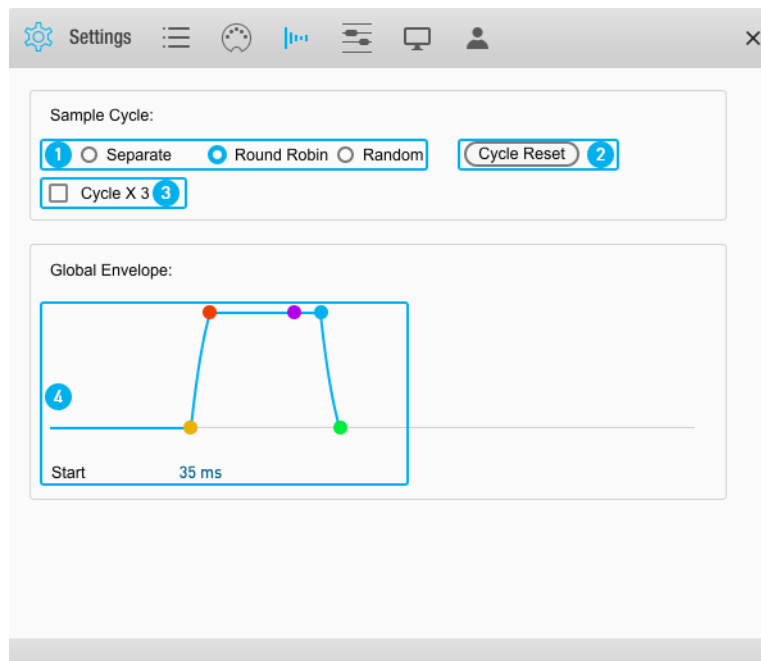 Settings
Sample Cycle:
1 Separate Round Robin Random Cycle Reset 2
Cycle X 3 3
Global Envelope:
4
Start 35 ms